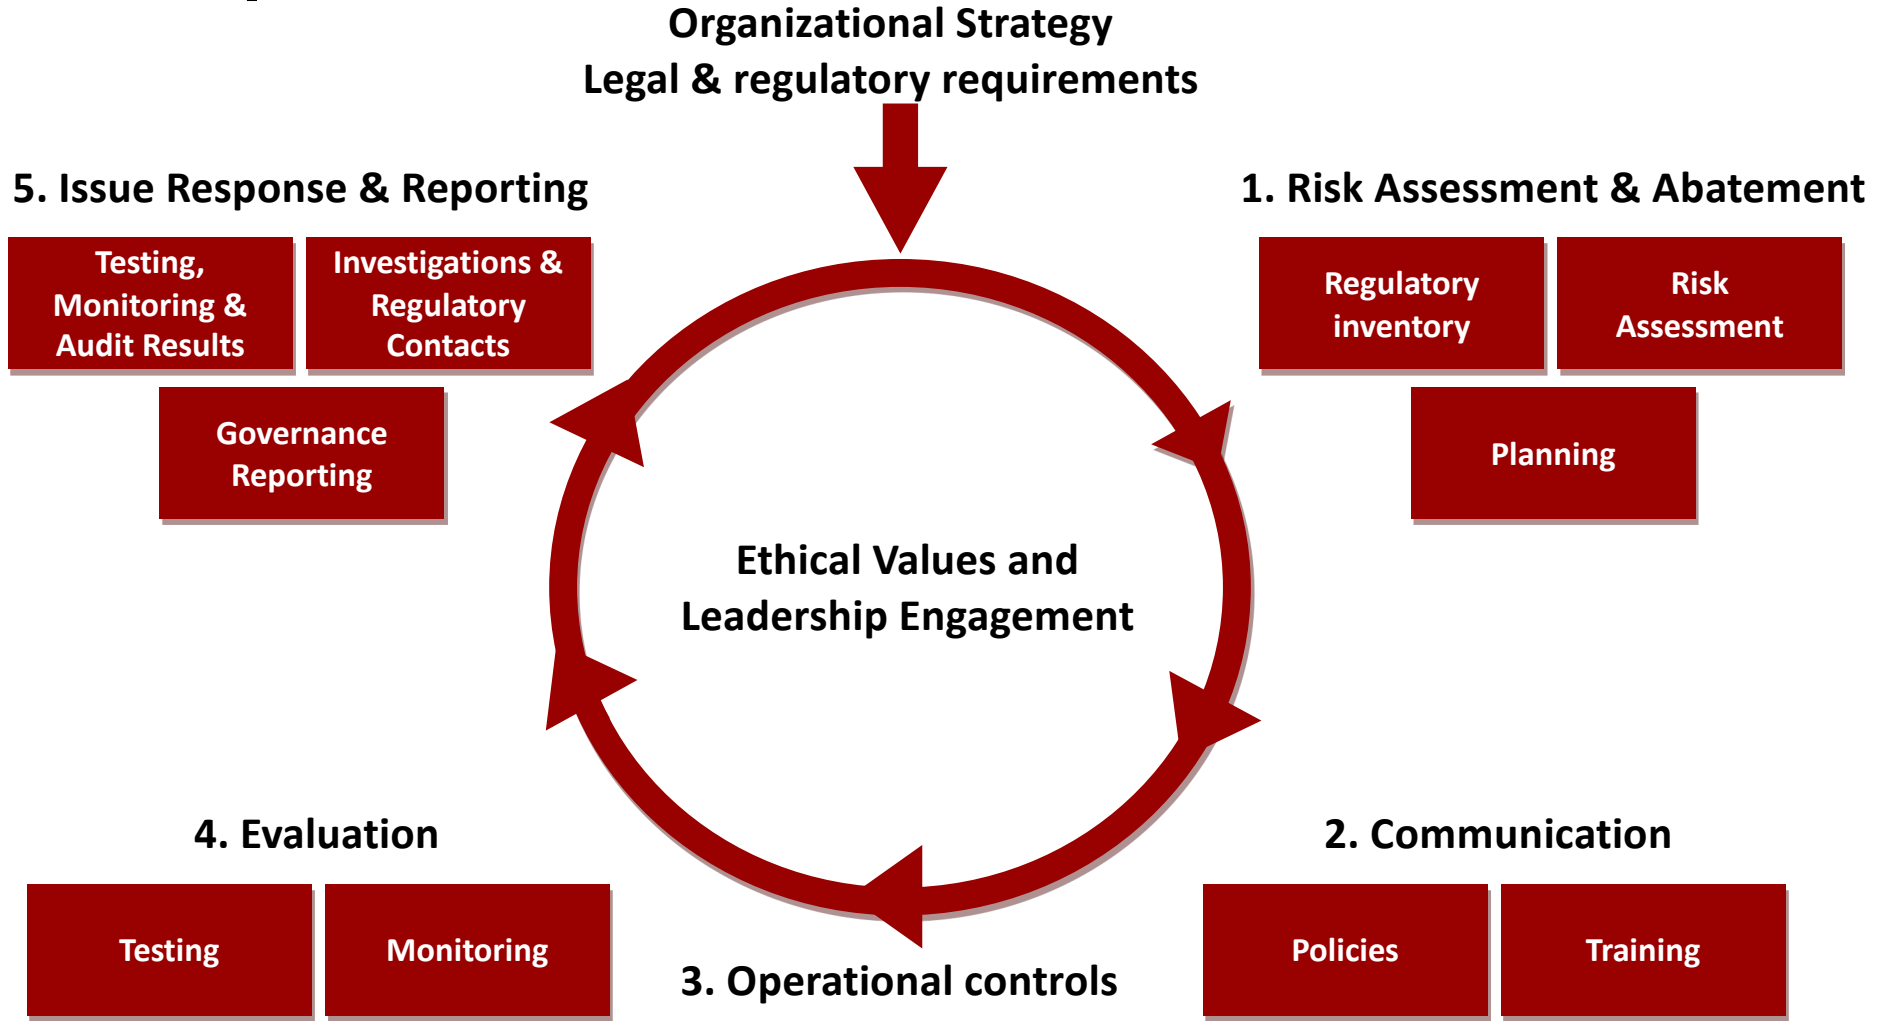 Organizational Strategy
Legal & regulatory requirements
5. Issue Response & Reporting
Testing,
Monitoring &
Audit Results
Investigations &
Regulatory
Contacts
Governance
Reporting
1. Risk Assessment & Abatement
Regulatory
inventory
Risk
Assessment
Planning
Ethical Values and
Leadership Engagement
4. Evaluation
Testing
Monitoring
3. Operational controls
2. Communication
Policies
Training